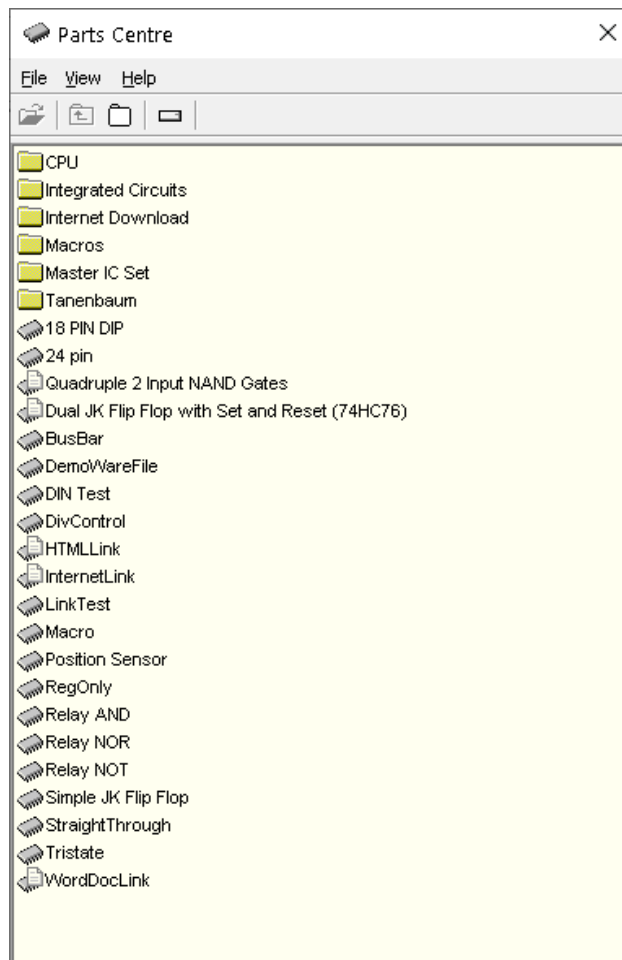 Parts Centre
File View Help
CPU
Integrated Circuits
Internet Download
Macros
Master IC Set
Tanenbaum
18 PIN DIP
24 pin
Quadruple 2 Input NAND Gates
Dual JK Flip Flop with Set and Reset (74HC76)
BusBar
DemoWareFile
DIN Test
DivControl
HTMLLink
InternetLink
LinkTest
Macro
Position Sensor
RegOnly
Relay AND
Relay NOR
Relay NOT
Simple JK Flip Flop
StraightThrough
Tristate
WordDocLink